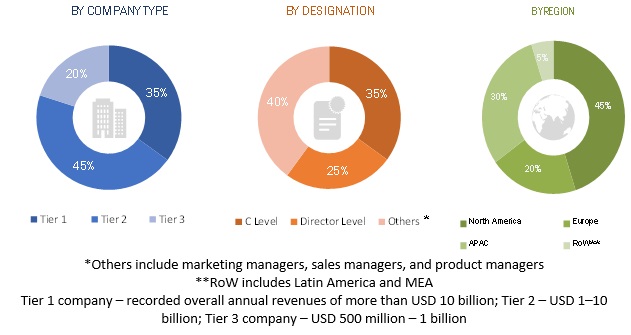 BY COMPANY TYPE
BY DESIGNATION
BY REGION
20%
35%
45%
40%
35%
25%
5%
30%
45%
20%
Tier 1 Tier 2 Tier 3
C Level Director Level Others *
North America Europe
APAC RoW**
*Others include marketing managers, sales managers, and product managers
**RoW includes Latin America and MEA
Tier 1 company – recorded overall annual revenues of more than USD 10 billion; Tier 2 – USD 1–10
billion; Tier 3 company – USD 500 million – 1 billion